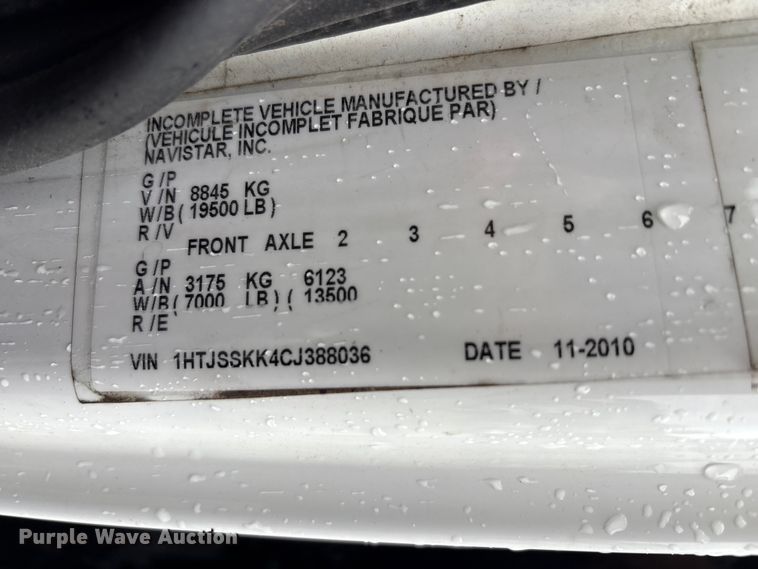 INCOMPLETE VEHICLE MANUFACTURED BY /
(VEHICULE INCOMPLET FABRIQUE PAR)
NAVISTAR, INC.
G /P
V /N 8845 KG
W/B( 19500 LB)
R /V
FRONT AXLE 2 3 4 5 6 7
G /P
A /N 3175 KG 6123
W/B( 7000 LB)( 13500
R /E
VIN 1HTJSSKK4CJ388036 DATE 11-2010
Purple Wave Auction